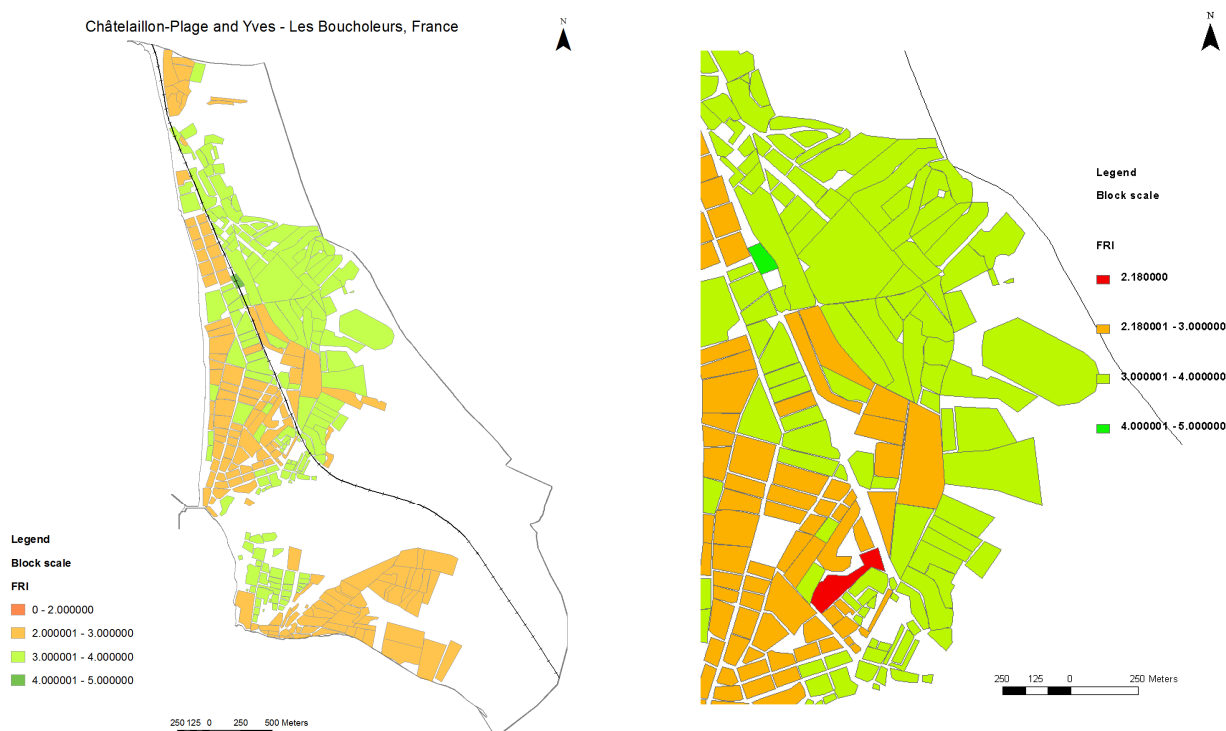 Châtelaillon-Plage and Yves - Les Boucholeurs, France
N
Legend
Block scale
FRI
0 - 2.000000
2.000001 - 3.000000
3.000001 - 4.000000
4.000001 - 5.000000
250 125 0 250 500 Meters
N
Legend
Block scale
FRI
2.180000
2.180001 - 3.000000
3.000001 - 4.000000
4.000001 - 5.000000
250 125 0 250 Meters